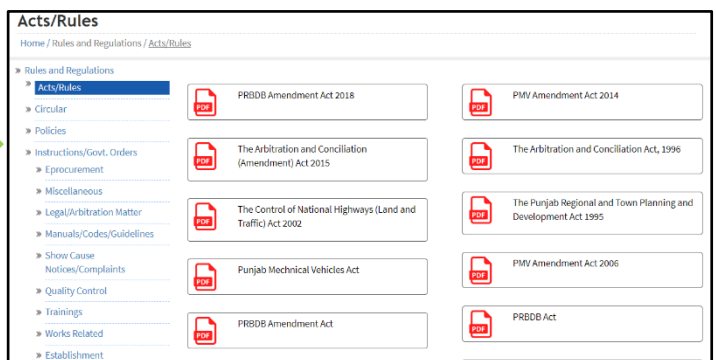 Acts/Rules
Home / Rules and Regulations / Acts/Rules
» Rules and Regulations
» Acts/Rules
» Circular
» Policies
» Instructions/Govt. Orders
» Eprocurement
» Miscellaneous
» Legal/Arbitration Matter
» Manuals/Codes/Guidelines
» Show Cause
Notices/Complaints
» Quality Control
» Trainings
» Works Related
» Establishment
PDF
PRBDB Amendment Act 2018
PDF
PMV Amendment Act 2014
PDF
The Arbitration and Conciliation
(Amendment) Act 2015
PDF
The Arbitration and Conciliation Act, 1996
PDF
The Control of National Highways (Land and
Traffic) Act 2002
PDF
The Punjab Regional and Town Planning and
Development Act 1995
PDF
Punjab Mechnical Vehicles Act
PDF
PMV Amendment Act 2006
PDF
PRBDB Amendment Act
PDF
PRBDB Act